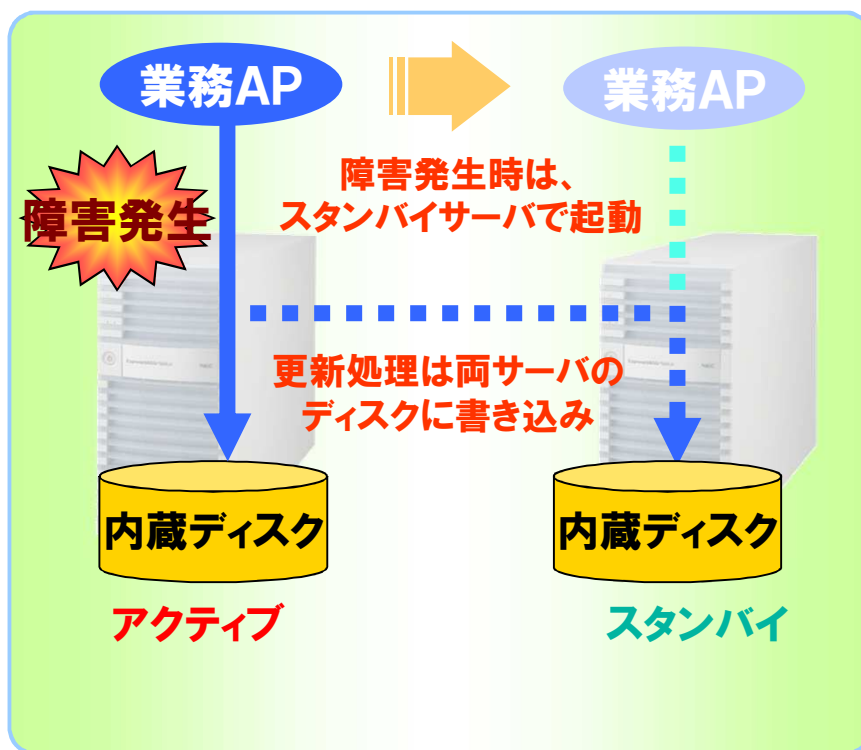 業務AP
業務AP
障害発生
障害発生時は、
スタンバイサーバで起動
更新処理は両サーバの
ディスクに書き込み
内蔵ディスク
内蔵ディスク
アクティブ
スタンバイ